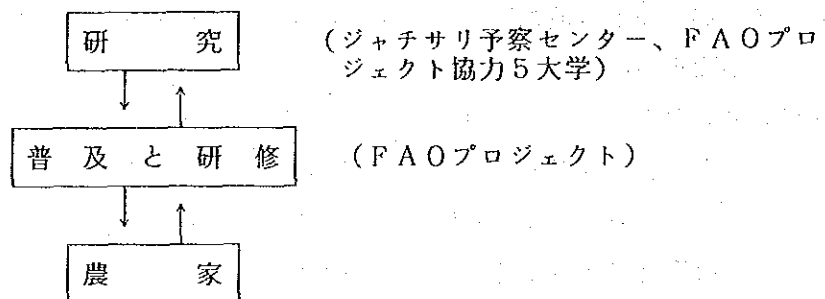 研究
(ジャチサリ予察センター、FAOプロ
ジェクト協力5大学)
普及と研修
(FAOプロジェクト)
農家